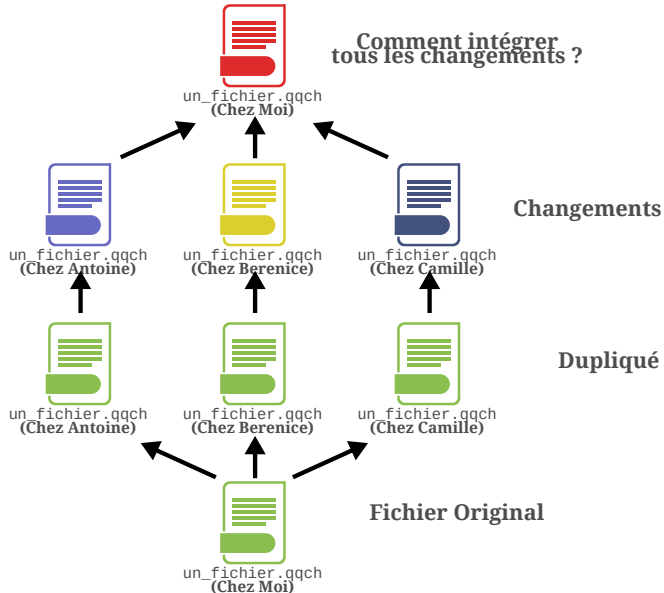 Comment intégrer
tous les changements ?
un_fichier.qqch
(Chez Moi)
un_fichier.qqch
(Chez Antoine)
un_fichier.qqch
(Chez Berenice)
un_fichier.qqch
(Chez Camille)
Changements
un_fichier.qqch
(Chez Antoine)
un_fichier.qqch
(Chez Berenice)
un_fichier.qqch
(Chez Camille)
Dupliqué
Fichier Original
un_fichier.qqch
(Chez Moi)